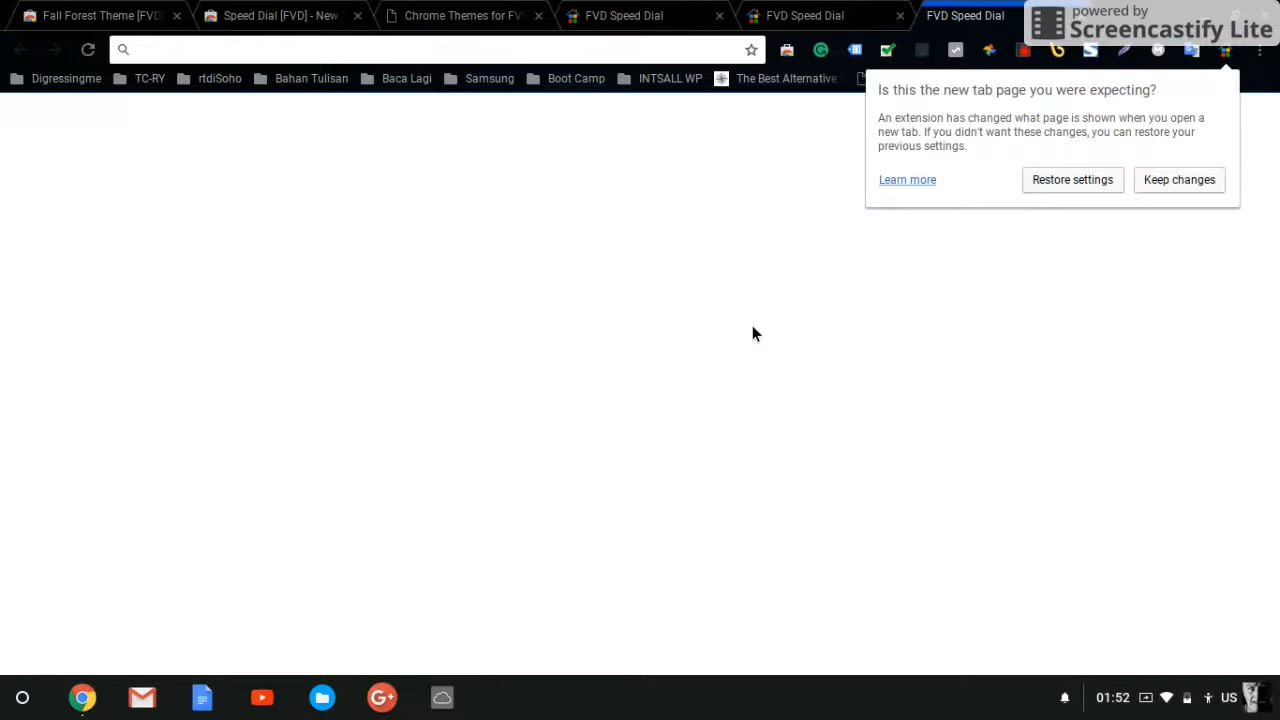 Fall Forest Theme [FVD
Speed Dial [FVD] - New
Chrome Themes for FV
FVD Speed Dial
FVD Speed Dial
FVD Speed Dial
powered by
Screencastify Lite
Digressingme
TC-RY
rtdiSoho
Bahan Tulisan
Baca Lagi
Samsung
Boot Camp
INTSALL WP
The Best Alternative
Is this the new tab page you were expecting?
An extension has changed what page is shown when you open a
new tab. If you didn't want these changes, you can restore your
previous settings.
Learn more
Restore settings
Keep changes
01:52
US